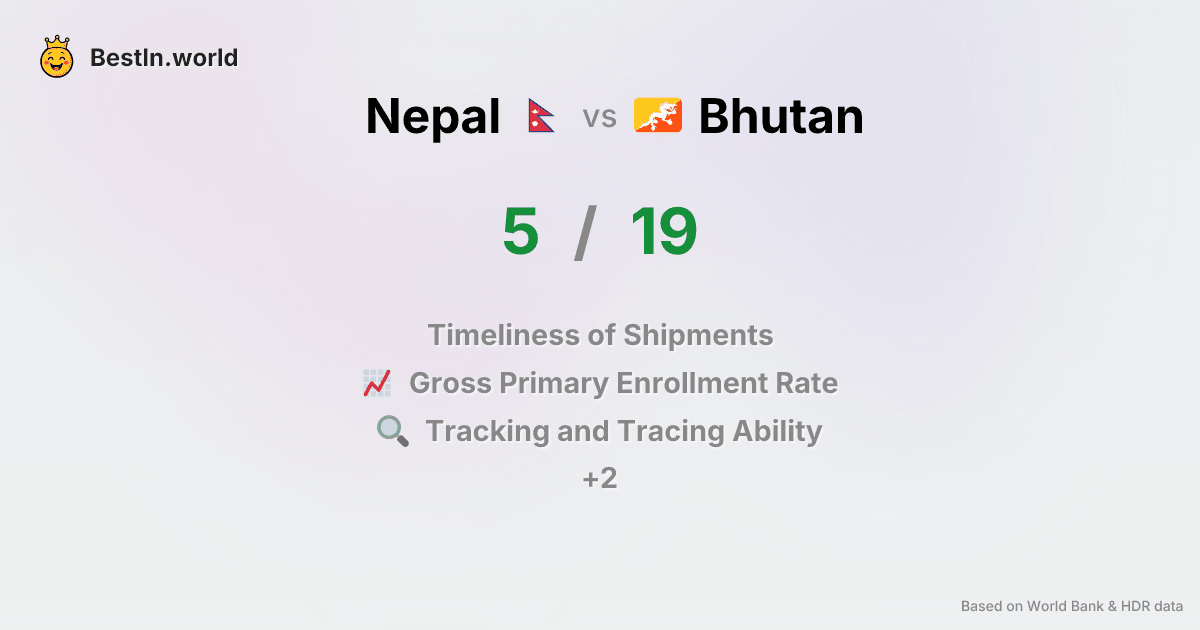 BestIn.world
Nepal vs Bhutan
5 / 19
Timeliness of Shipments
Gross Primary Enrollment Rate
Tracking and Tracing Ability
+2
Based on World Bank & HDR data